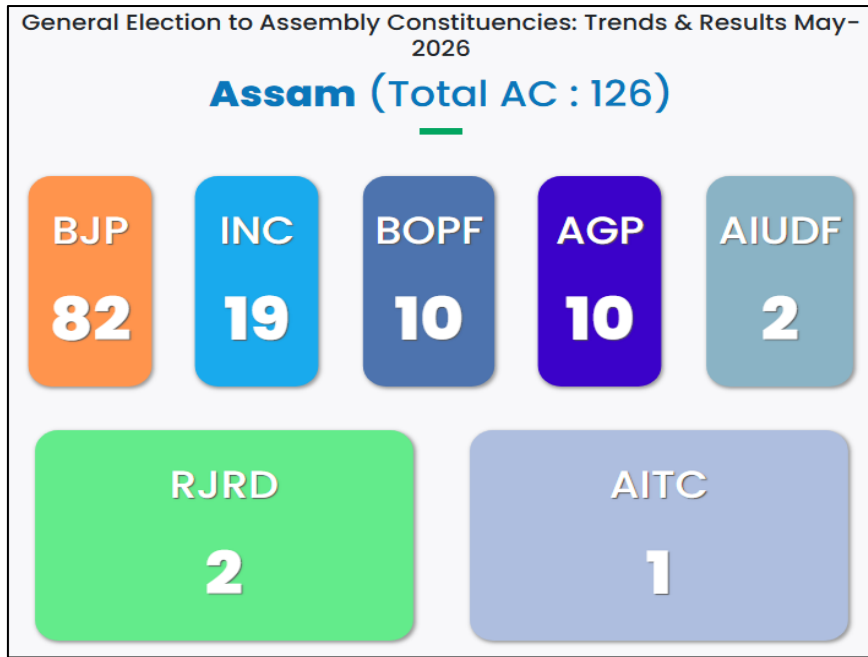 General Election to Assembly Constituencies: Trends & Results May-
2026
Assam (Total AC : 126)
BJP INC BOPF AGP AIUDF
82 19 10 10 2
RJRD AITC
2 1